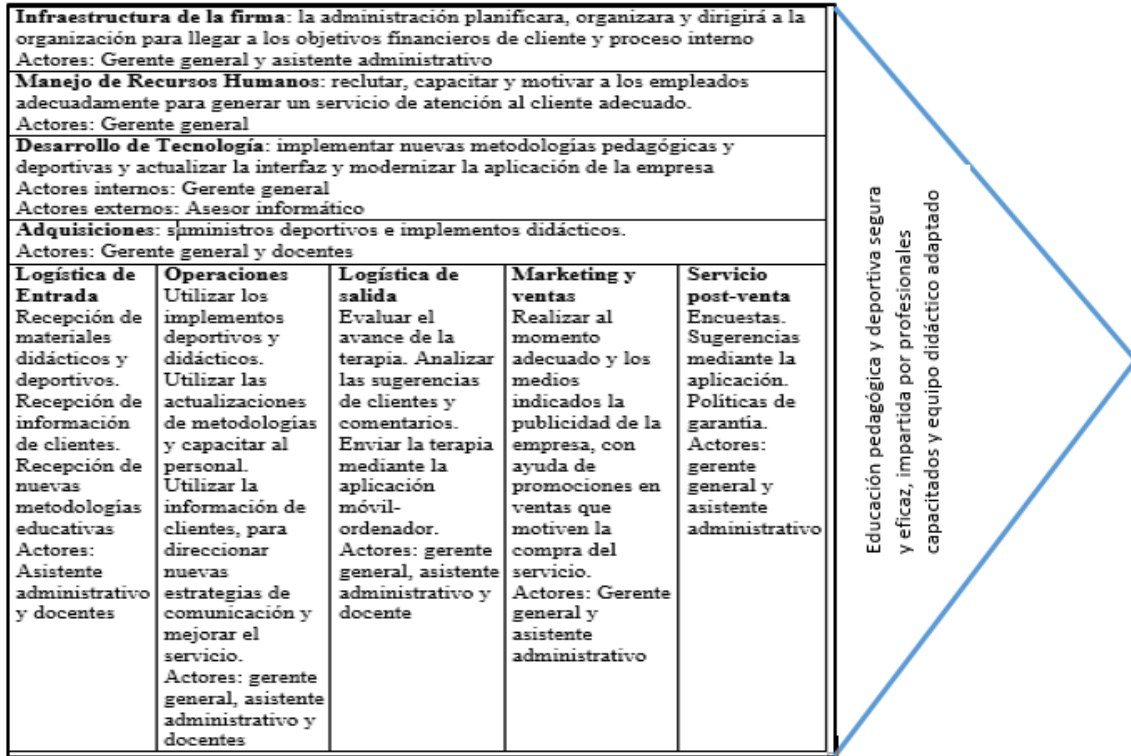 Infraestructura de la firma: la administración planificara, organizara y dirigirá a la
organización para llegar a los objetivos financieros de cliente y proceso interno
Actores: Gerente general y asistente administrativo
Manejo de Recursos Humanos: reclutar, capacitar y motivar a los empleados
adecuadamente para generar un servicio de atención al cliente adecuado.
Actores: Gerente general
Desarrollo de Tecnología: implementar nuevas metodologías pedagógicas y
deportivas y actualizar la interfaz y modernizar la aplicación de la empresa
Actores internos: Gerente general
Actores externos: Asesor informático
Adquisiciones: suministros deportivos e implementos didácticos.
Actores: Gerente general y docentes
Logística de
Entrada
Recepción de
materiales
didácticos y
deportivos.
Recepción de
información
de clientes.
Recepción de
nuevas
metodologías
educativas
Actores:
Asistente
administrativo
y docentes
Operaciones
Utilizar los
implementos
deportivos y
didácticos.
Utilizar las
actualizaciones
de metodologías
y capacitar al
personal.
Utilizar la
información de
clientes, para
direccionar
nuevas
estrategias de
comunicación y
mejorar el
servicio.
Actores: gerente
general, asistente
administrativo y
docentes
Logística de
salida
Evaluar el
avance de la
terapia. Analizar
las sugerencias
de clientes y
comentarios.
Enviar la terapia
mediante la
aplicación
móvil-
ordenador.
Actores: gerente
general, asistente
administrativo y
docente
Marketing y
ventas
Realizar al
momento
adecuado y los
medios
indicados la
publicidad de la
empresa, con
ayuda de
promociones en
ventas que
motiven la
compra del
servicio.
Actores: Gerente
general y
asistente
administrativo
Servicio
post-venta
Encuestas.
Sugerencias
mediante la
aplicación.
Políticas de
garantía.
Actores:
gerente
general y
asistente
administrativo
Educación pedagógica y deportiva segura
y eficaz, impartida por profesionales
capacitados y equipo didáctico adaptado